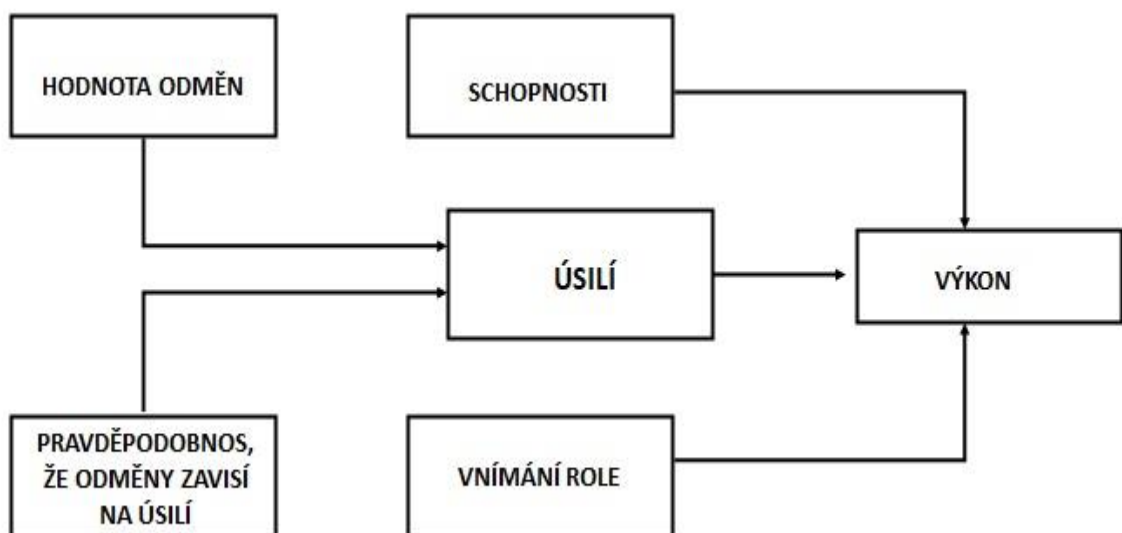 HODNOTA ODMĚN
SCHOPNOSTI
ÚSILÍ
VÝKON
PRAVDĚPODOBNOS,
ŽE ODMĚNY ZAVISÍ
NA ÚSILÍ
VNÍMÁNÍ ROLE